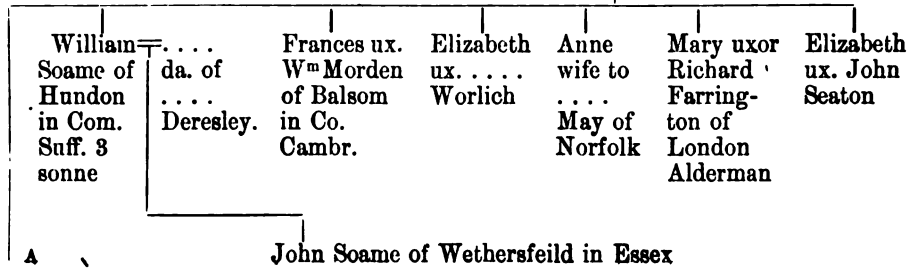 William=. . . .
Soame of
Hundon
in Com.
Suff. 3
sonne
da. of
. . . .
Deresley.
Frances ux.
Wᵐ Morden
of Balsom
in Co.
Cambr.
Elizabeth
ux. . . . .
Worlich
Anne
wife to
. . . .
May of
Norfolk
Mary uxor
Richard
Farring-
ton of
London
Alderman
Elizabeth
ux. John
Seaton
A
John Soame of Wethersfeild in Essex